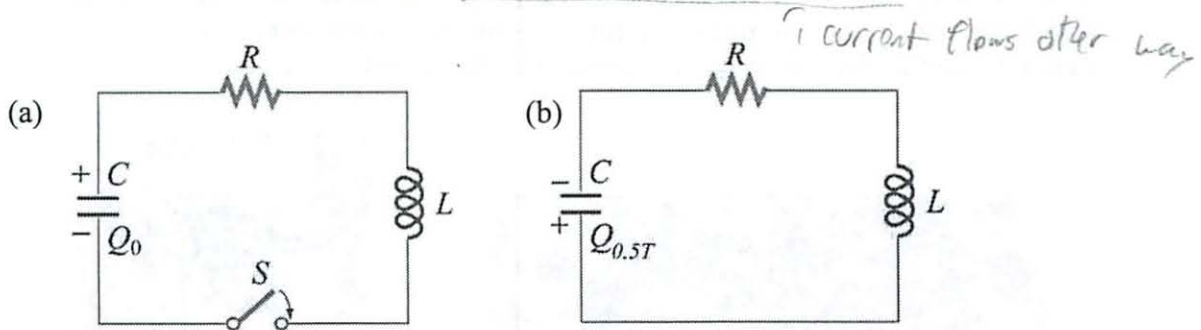 current flows other way
R
R
(a)
(b)
+ C
− C
L
L
− Q₀
+ Q₀.₅T
S